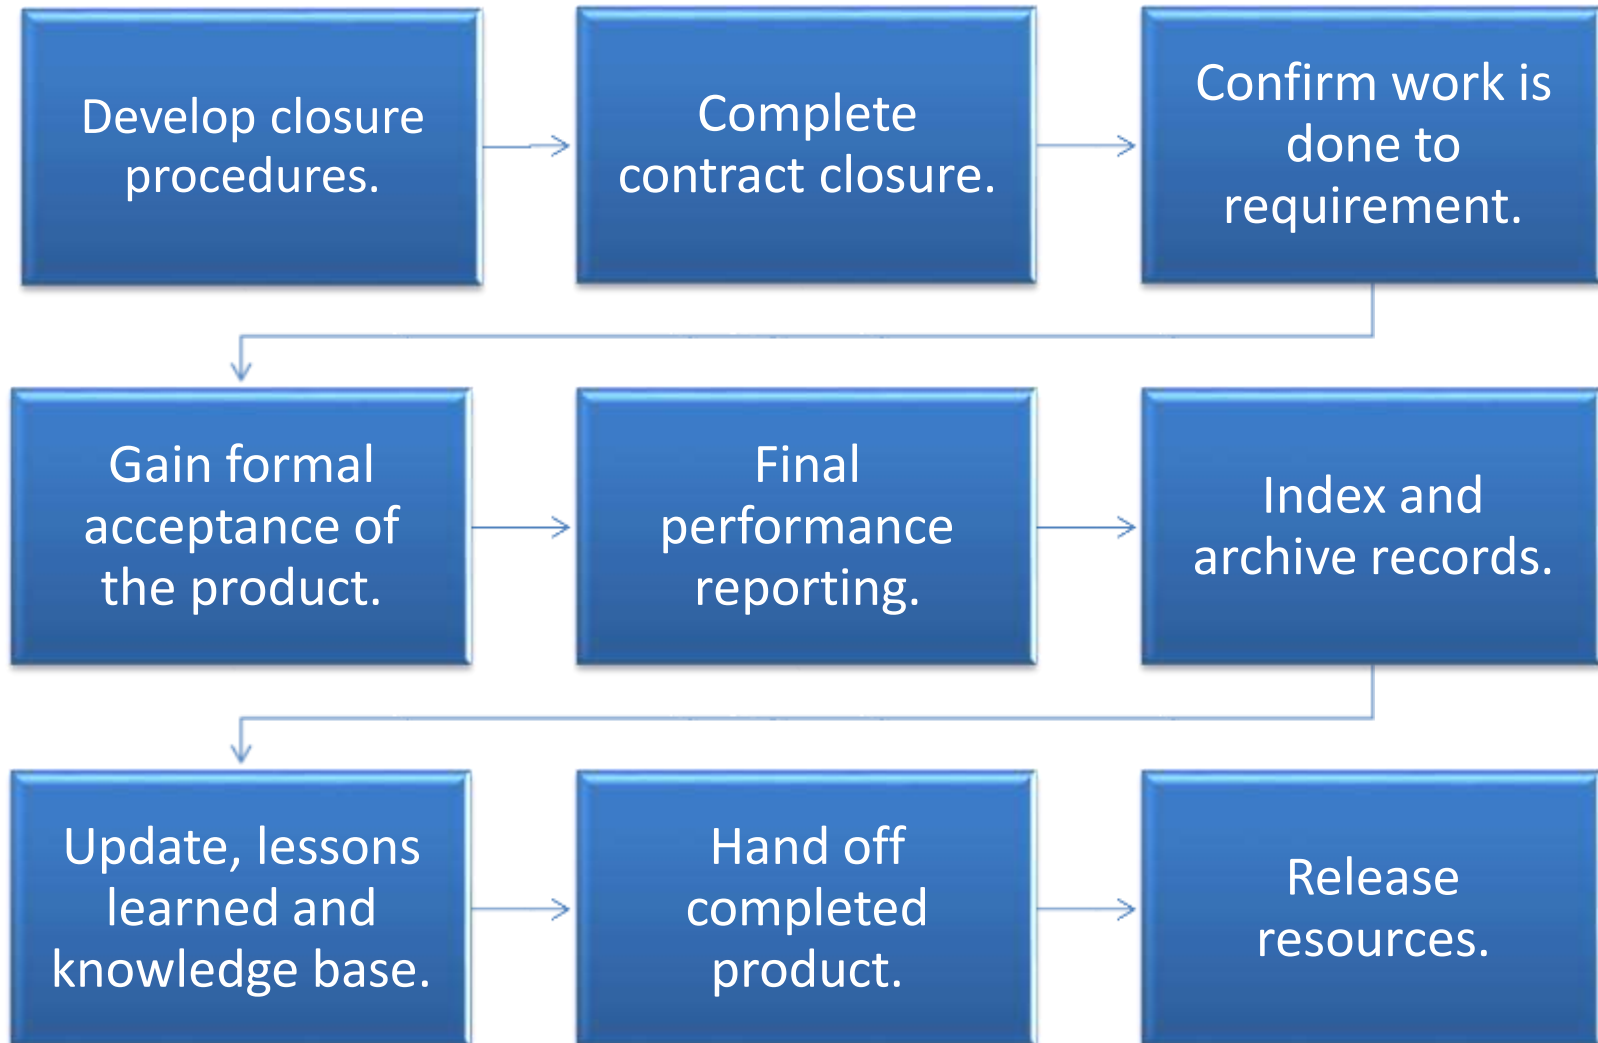 Develop closure
procedures.
Complete
contract closure.
Confirm work is
done to
requirement.
Gain formal
acceptance of
the product.
Final
performance
reporting.
Index and
archive records.
Update, lessons
learned and
knowledge base.
Hand off
completed
product.
Release
resources.